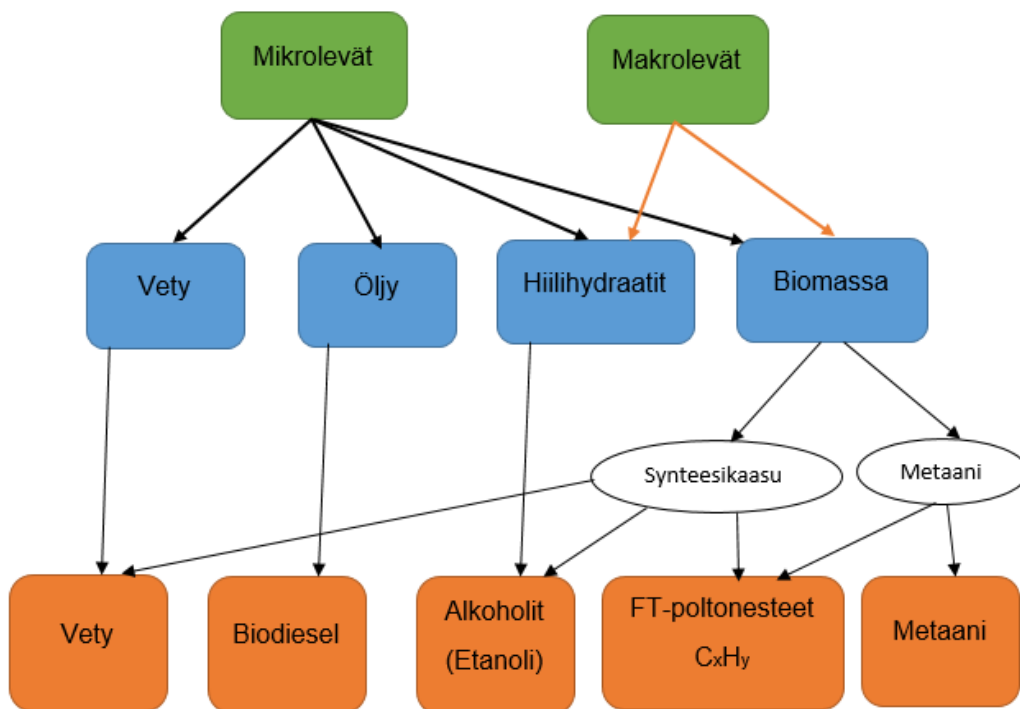 Mikrolevät
Makrolevät
Vety
Öljy
Hiilihydraatit
Biomassa
Synteesikaasu
Metaani
Vety
Biodiesel
Alkoholit
(Etanoli)
FT-poltonesteet
CxHy
Metaani